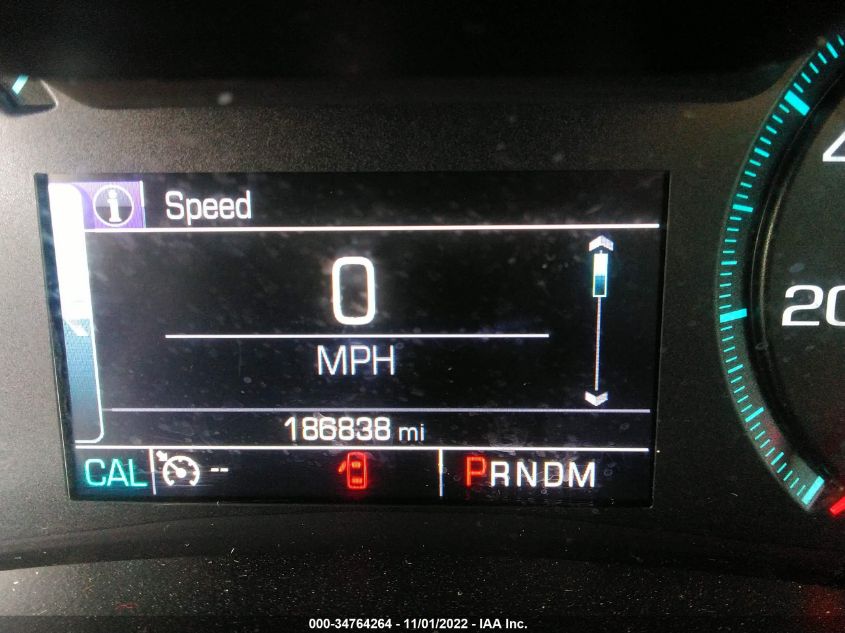 Speed
0
MPH
186838 mi
CAL -- PRNDM
20
000-34764264 - 11/01/2022 - IAA Inc.